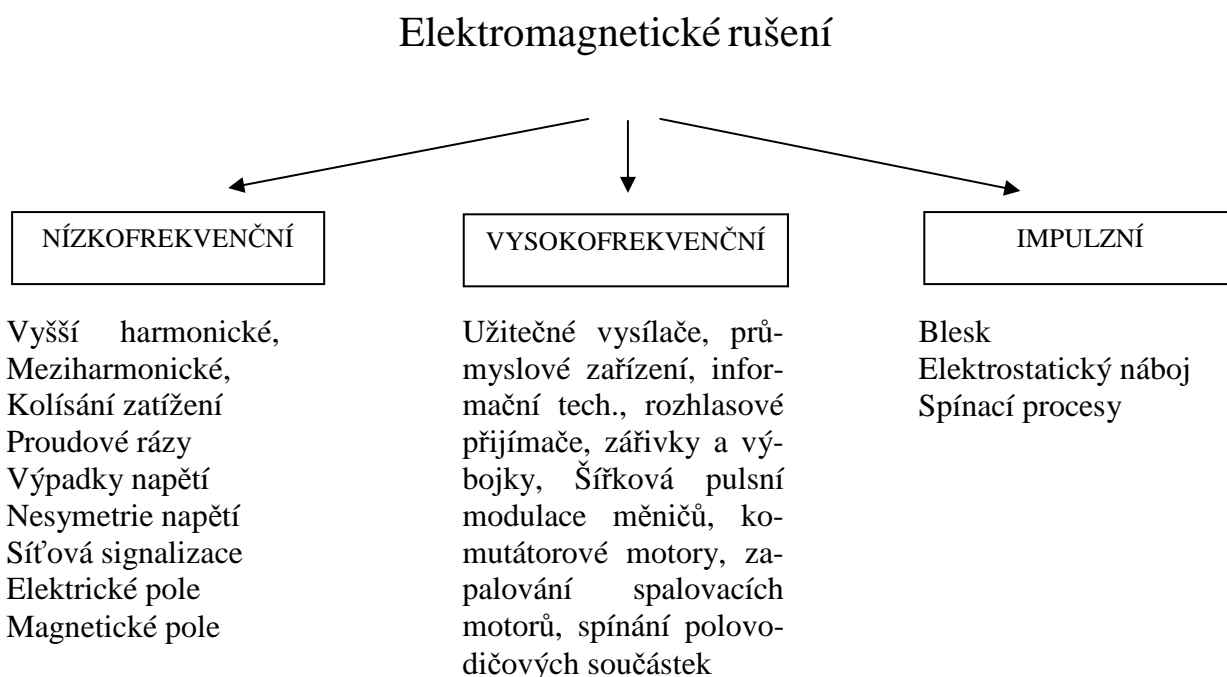 Elektromagnetické rušení
NÍZKOFREKVENČNÍ
VYSOKOFREKVENČNÍ
IMPULZNÍ
Vyšší harmonické,
Meziharmonické,
Kolísání zatížení
Proudové rázy
Výpadky napětí
Nesymetrie napětí
Síťová signalizace
Elektrické pole
Magnetické pole
Užitečné vysílače, prů-
myslové zařízení, infor-
mační tech., rozhlasové
přijímače, zářivky a vý-
bojky, Šířková pulsní
modulace měničů, ko-
mutátorové motory, za-
palování spalovacích
motorů, spínání polovo-
dičových součástek
Blesk
Elektrostatický náboj
Spínací procesy